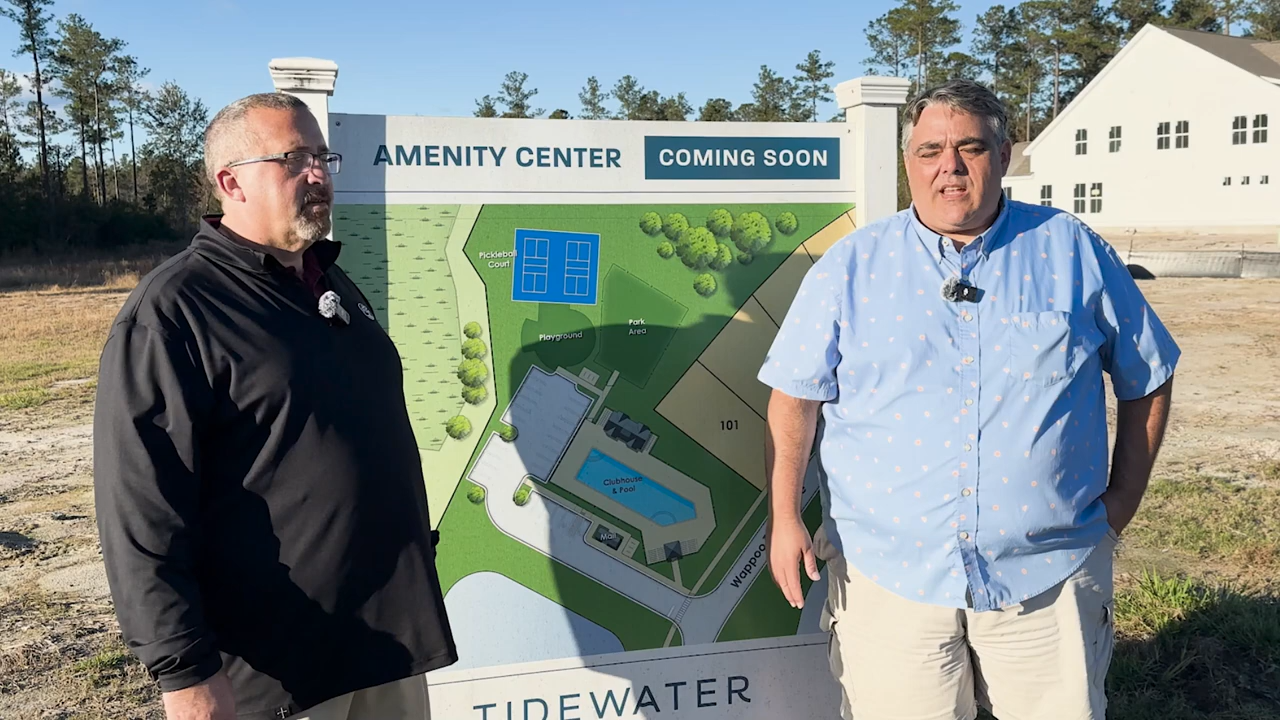 AMENITY CENTER
COMING SOON
Pickleball
Court
Playground
Park
Area
101
Clubhouse
& Pool
Mail
Wappoo
TIDEWATER